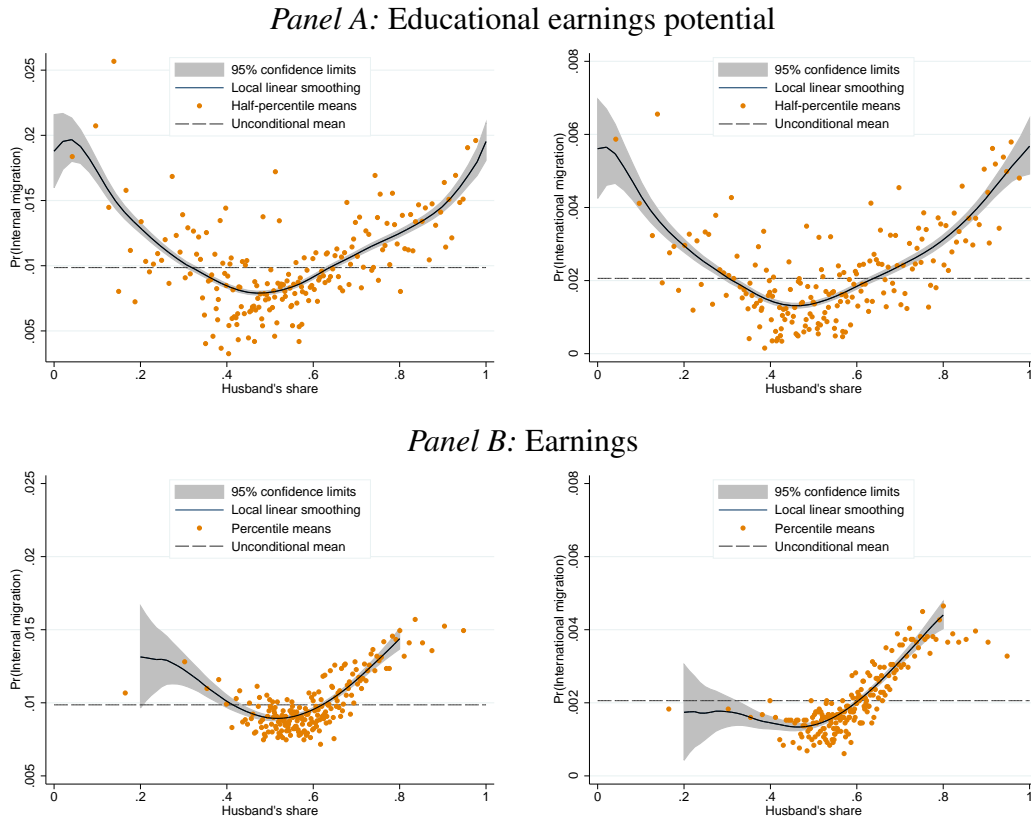 Panel A: Educational earnings potential
.025
.02
.015
.01
.005
Pr(Internal migration)
95% confidence limits
Local linear smoothing
Half-percentile means
Unconditional mean
0 .2 .4 .6 .8 1
Husband's share
.008
.006
.004
.002
0
Pr(International migration)
95% confidence limits
Local linear smoothing
Half-percentile means
Unconditional mean
0 .2 .4 .6 .8 1
Husband's share
Panel B: Earnings
.025
.02
.015
.01
.005
Pr(Internal migration)
95% confidence limits
Local linear smoothing
Percentile means
Unconditional mean
0 .2 .4 .6 .8 1
Husband's share
.008
.006
.004
.002
0
Pr(International migration)
95% confidence limits
Local linear smoothing
Percentile means
Unconditional mean
0 .2 .4 .6 .8 1
Husband's share